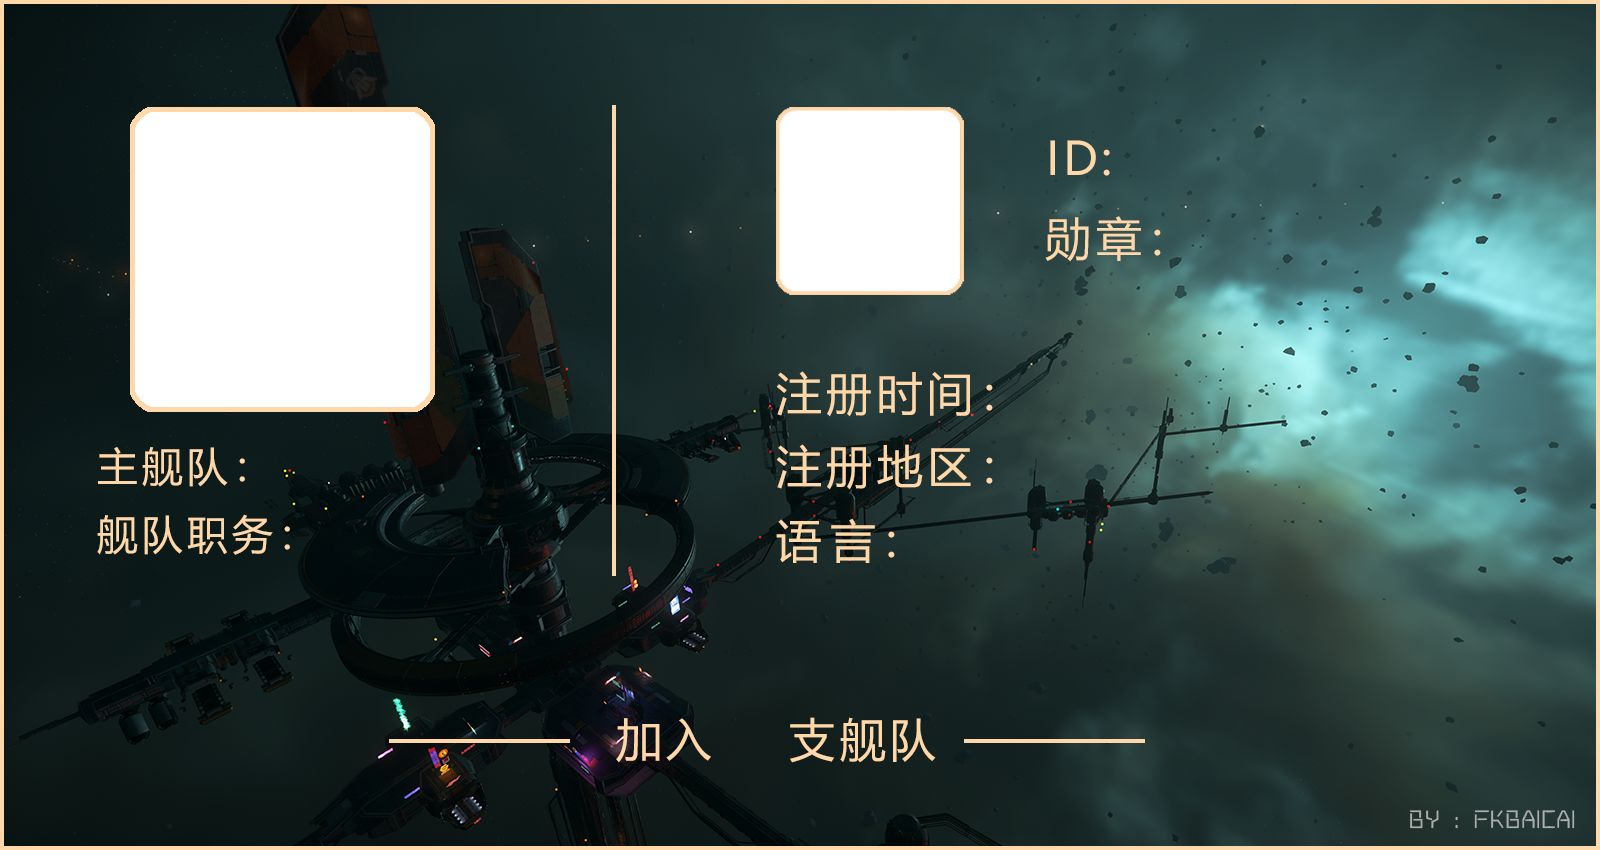 主舰队：
舰队职务：
ID:
勋章：
注册时间：
注册地区：
语言：
加入 支舰队
BY : FKBAICAI